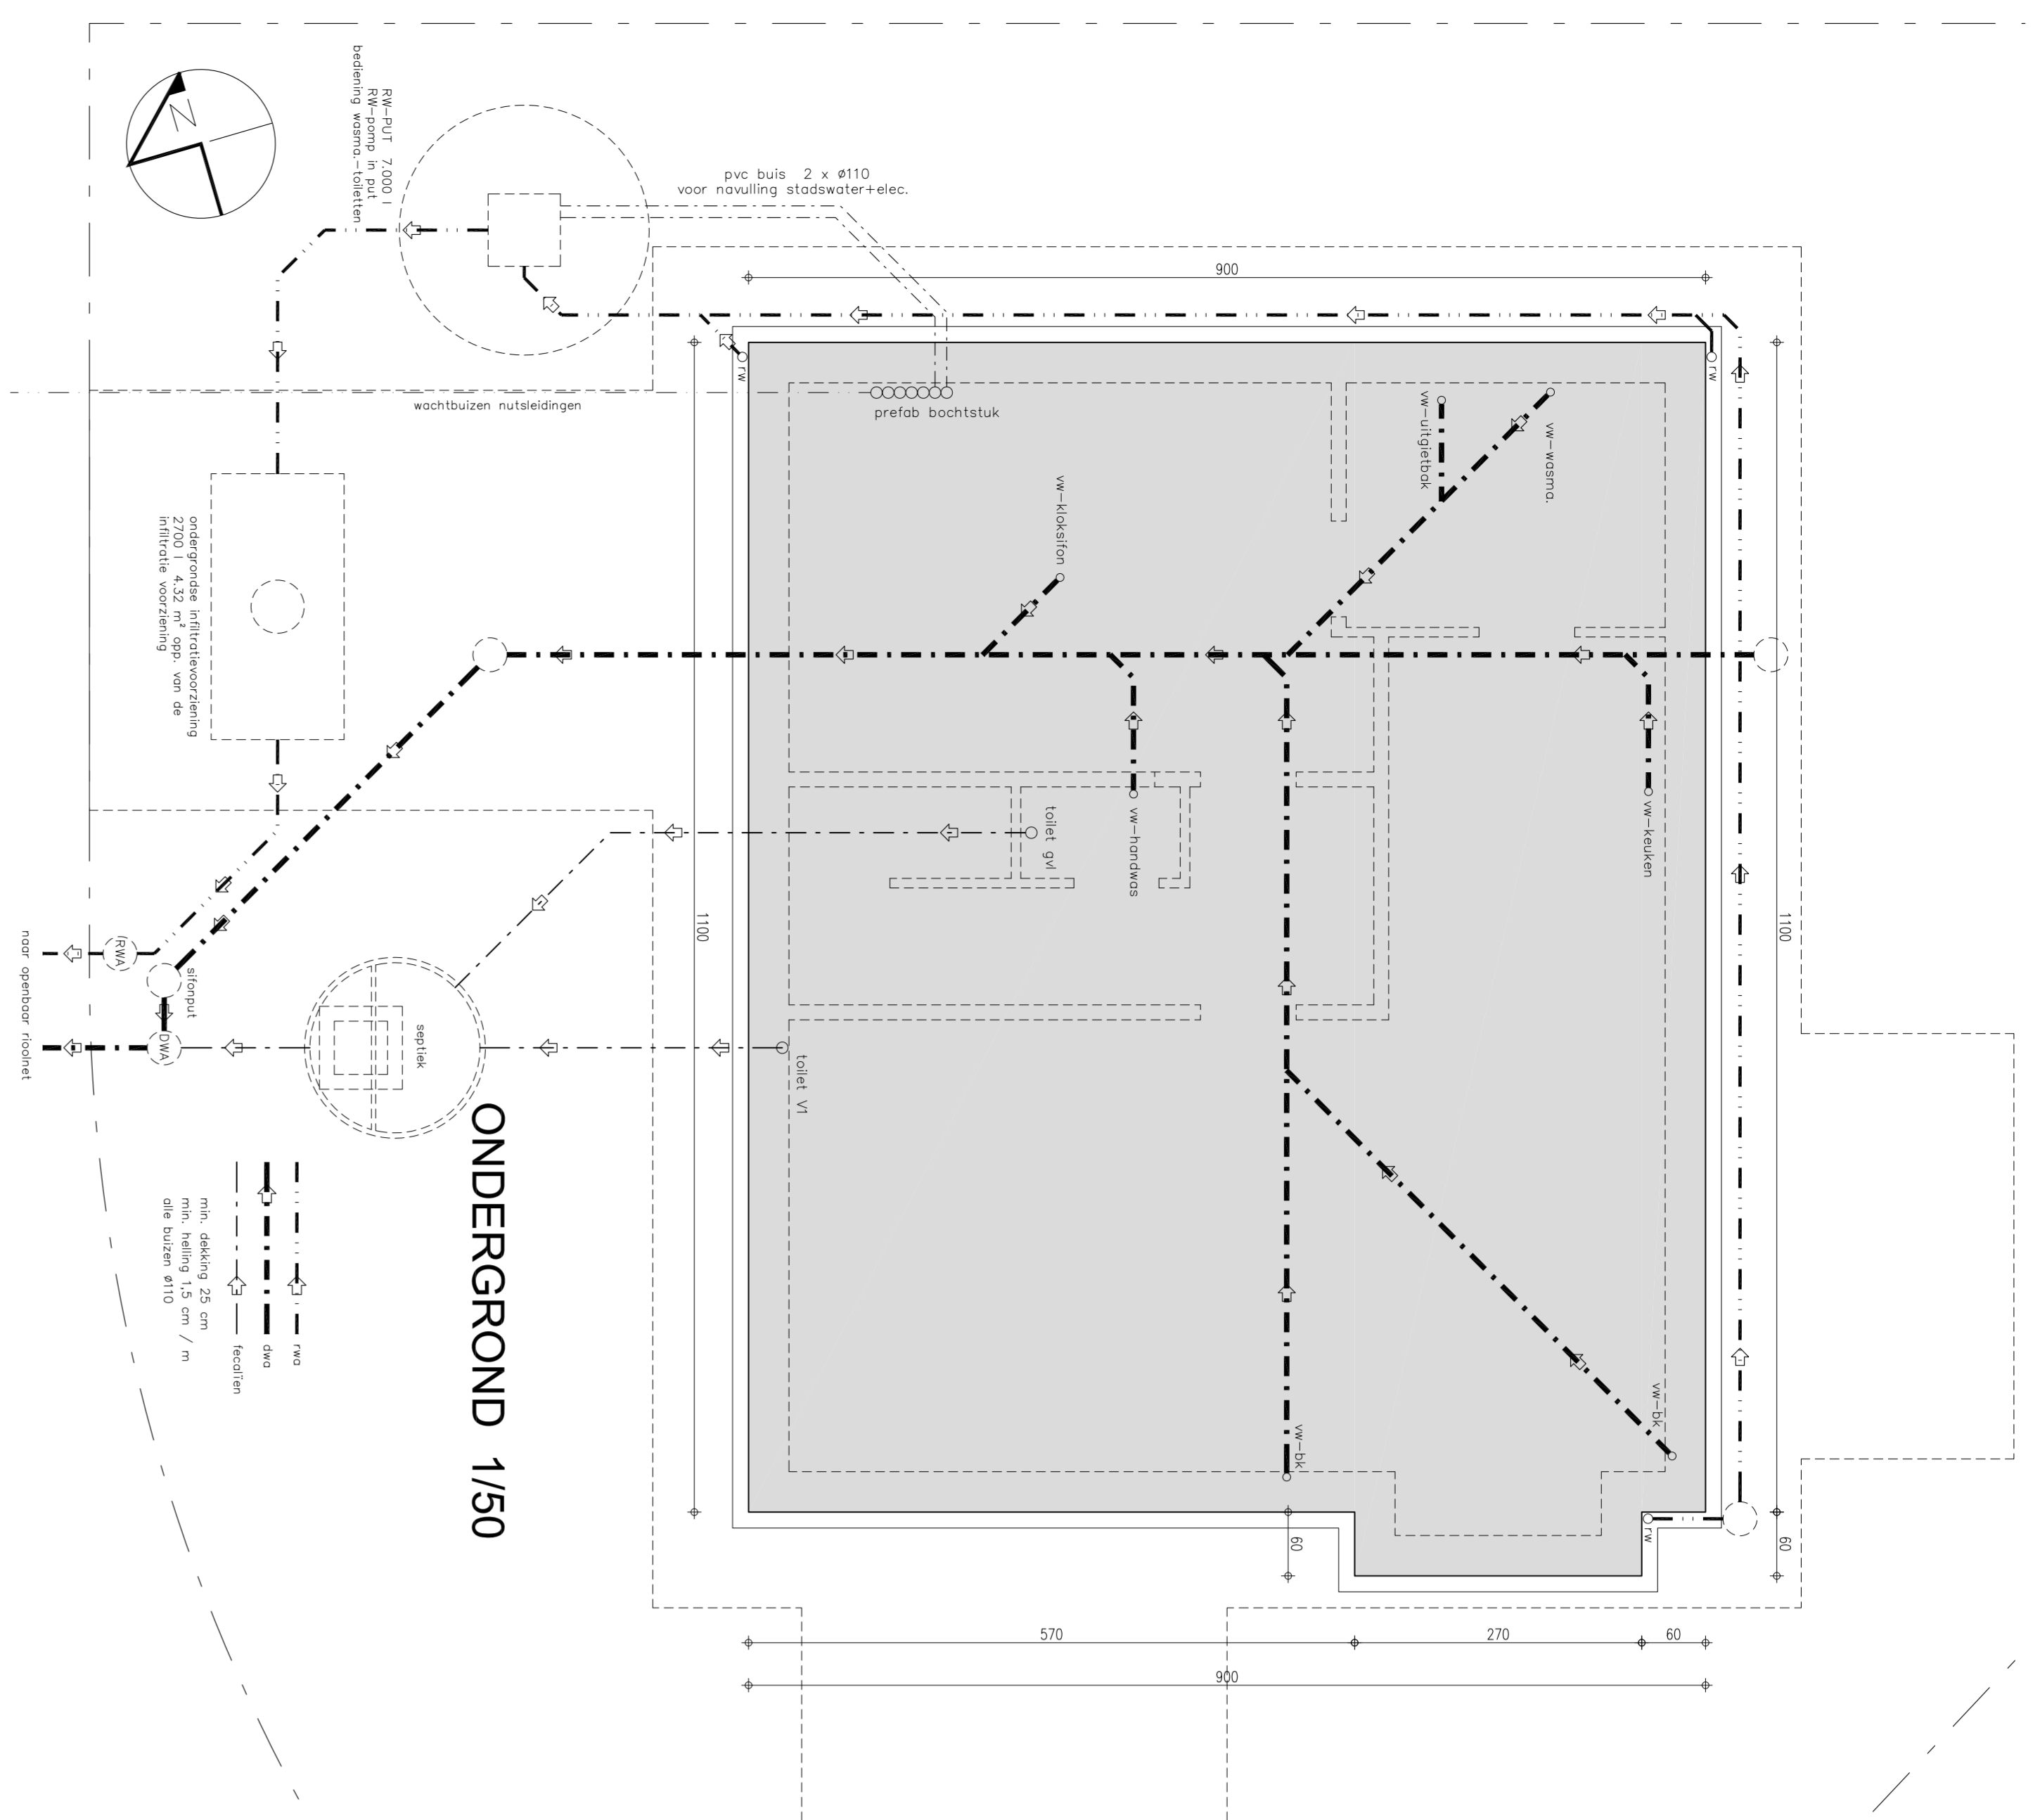 N
RW-PUT 7.000 l
RW-pomp in put
bediening wasma.-toiletten
pvc buis 2 x ø110
voor navulling stadswater+elec.
900
rw
rw
wachtbuizen nutsleidingen
prefab bochtstuk
vw-uitgietbak
vw-wasma.
vw-kloksifon
ondergrondse infiltratievoorziening
2700 l 4.32 m² opp. van de
infiltratie voorziening
toilet gvl
vw-handwas
vw-keuken
1100
1100
naar openbaar rioolnet
RWA
sifonput
DWA
septiek
toilet V1
ONDERGROND 1/50
rwa
dwa
fecaliën
min. dekking 25 cm
min. helling 1,5 cm / m
alle buizen ø110
vw-bk
vw-bk
rw
60
60
570
270
60
900